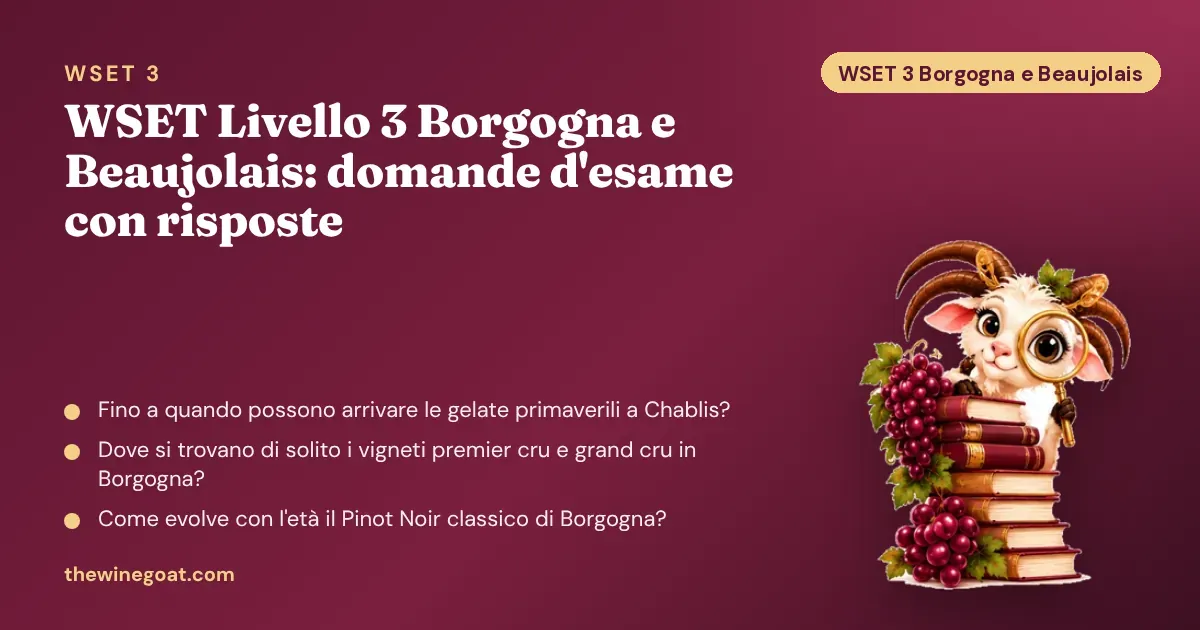 WSET 3
WSET 3 Borgogna e Beaujolais
WSET Livello 3 Borgogna e
Beaujolais: domande d'esame
con risposte
Fino a quando possono arrivare le gelate primaverili a Chablis?
Dove si trovano di solito i vigneti premier cru e grand cru in
Borgogna?
Come evolve con l'età il Pinot Noir classico di Borgogna?
thewinegoat.com